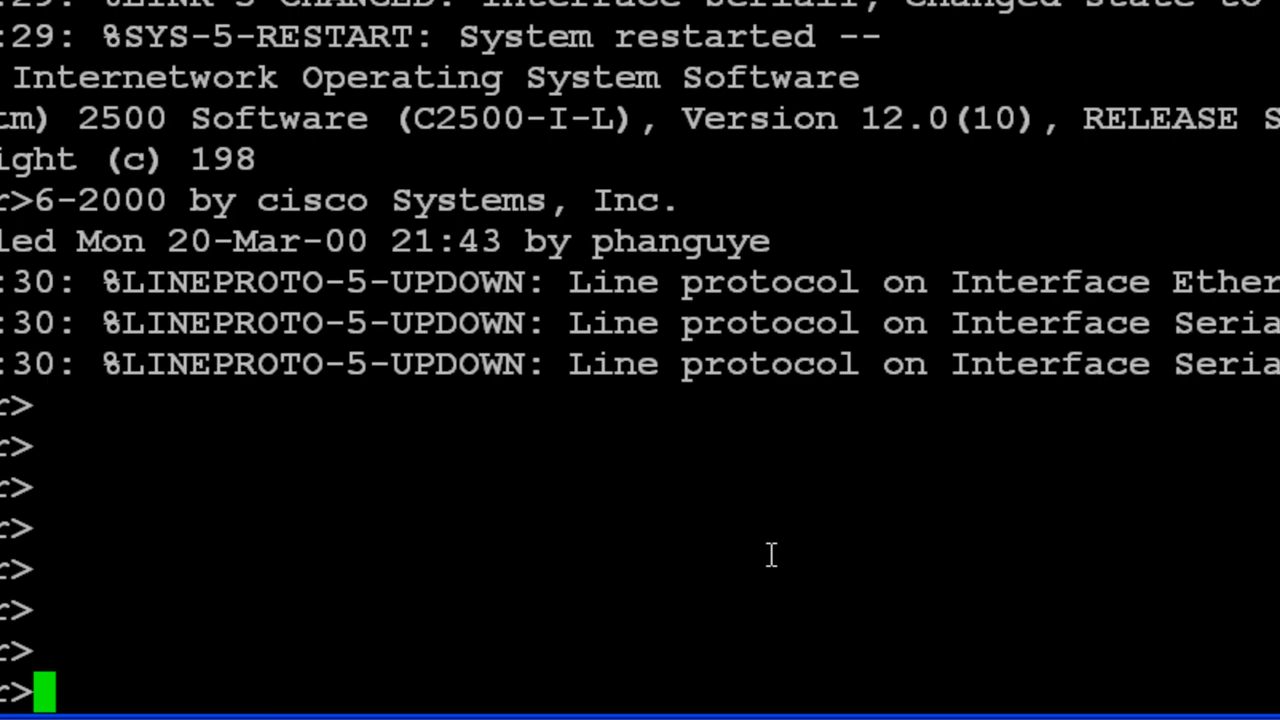 :29: %LINK-5-CHANGED: Interface Serial1, changed state to
:29: %SYS-5-RESTART: System restarted --
Internetwork Operating System Software
tm) 2500 Software (C2500-I-L), Version 12.0(10), RELEASE S
ight (c) 198
r>6-2000 by cisco Systems, Inc.
led Mon 20-Mar-00 21:43 by phanguye
:30: %LINEPROTO-5-UPDOWN: Line protocol on Interface Ether
:30: %LINEPROTO-5-UPDOWN: Line protocol on Interface Seria
:30: %LINEPROTO-5-UPDOWN: Line protocol on Interface Seria
r>
r>
r>
r>
r>
r>
r>
r>